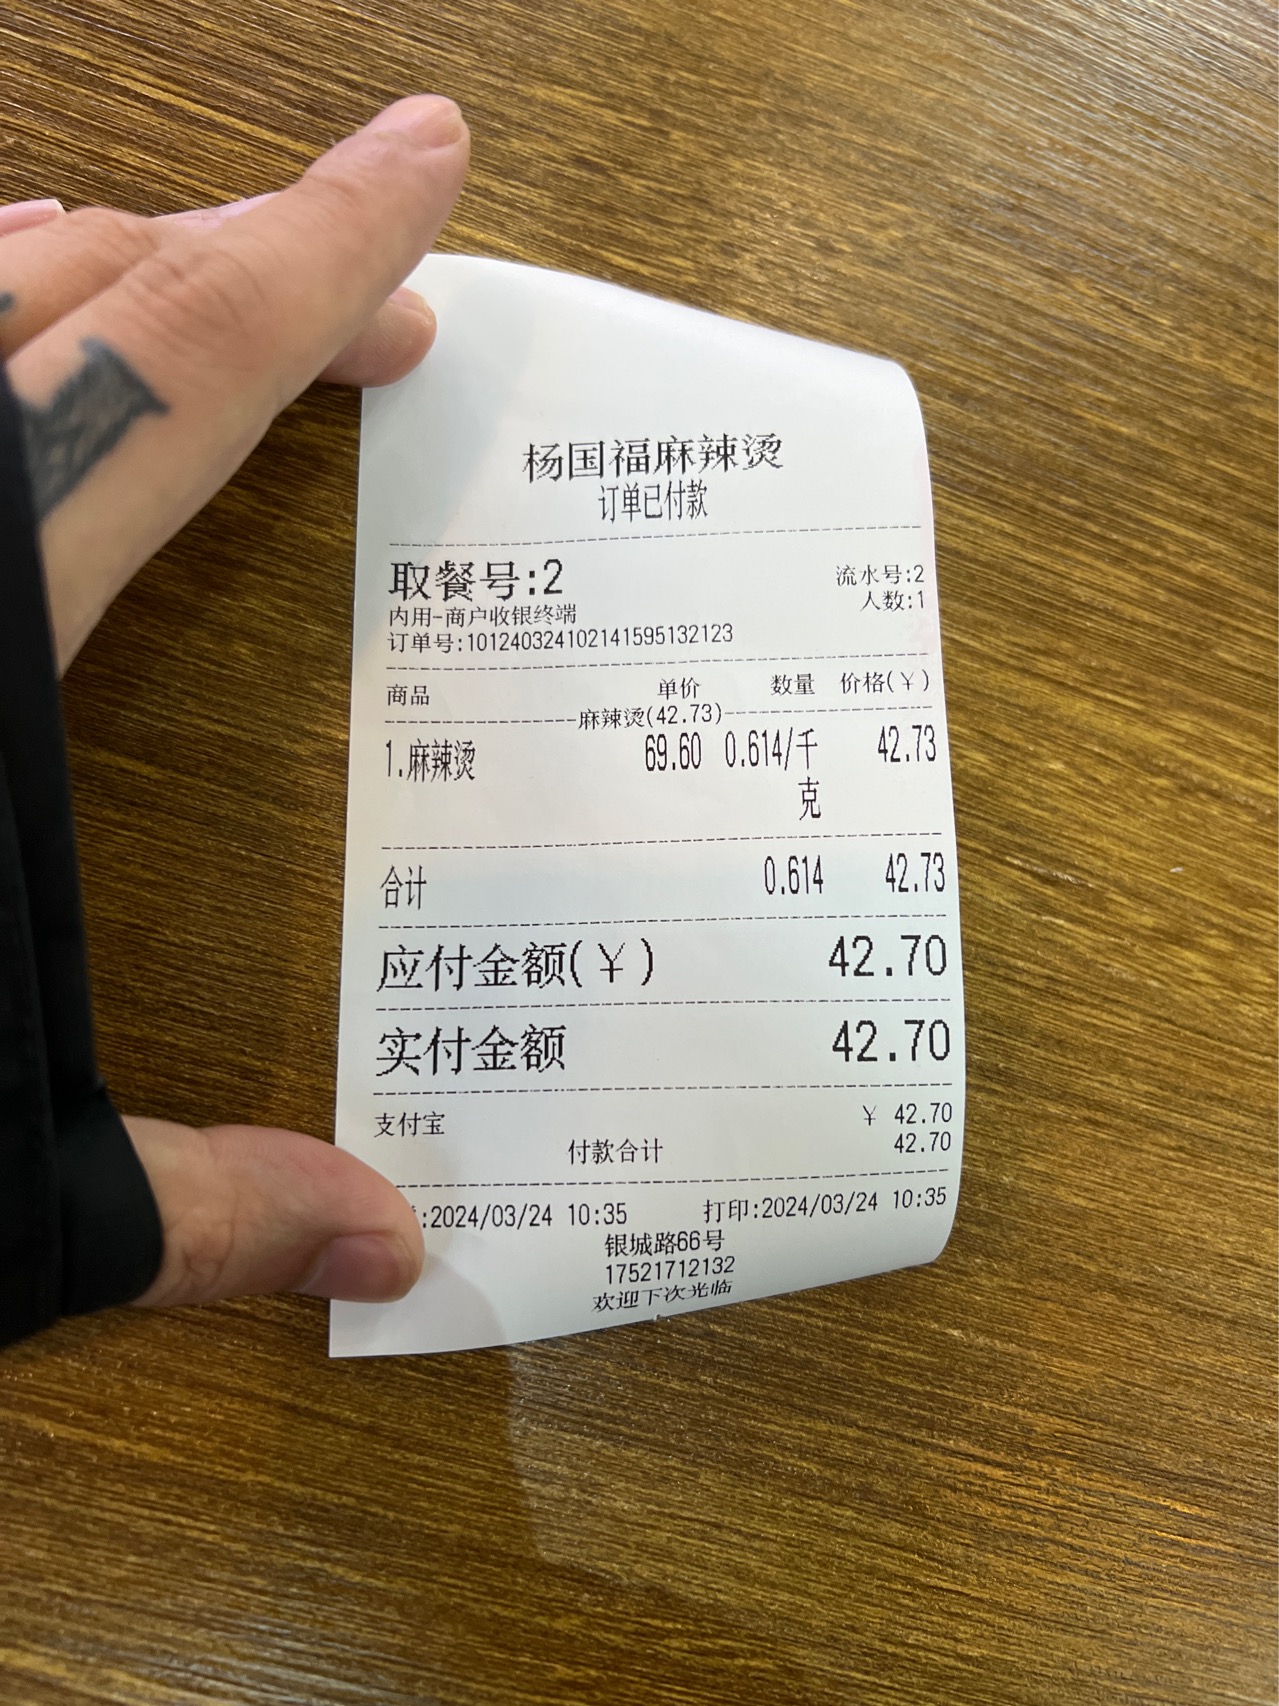 杨国福麻辣烫
订单已付款
取餐号:2
流水号:2
内用-商户收银终端
人数:1
订单号:101240324102141595132123
商品 单价 数量 价格(¥)
麻辣烫(42.73)
1.麻辣烫 69.60 0.614/千克 42.73
合计 0.614 42.73
应付金额(¥) 42.70
实付金额 42.70
支付宝 ¥ 42.70
付款合计 42.70
:2024/03/24 10:35 打印:2024/03/24 10:35
银城路66号
17521712132
欢迎下次光临